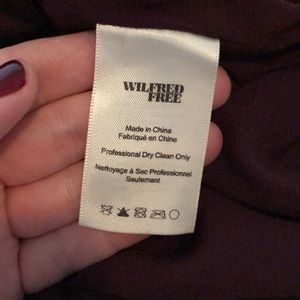 WILFRED
FREE
Made in China
Fabriqué en Chine
Professional Dry Clean Only
Nettoyage à Sec Professionnel
Seulement